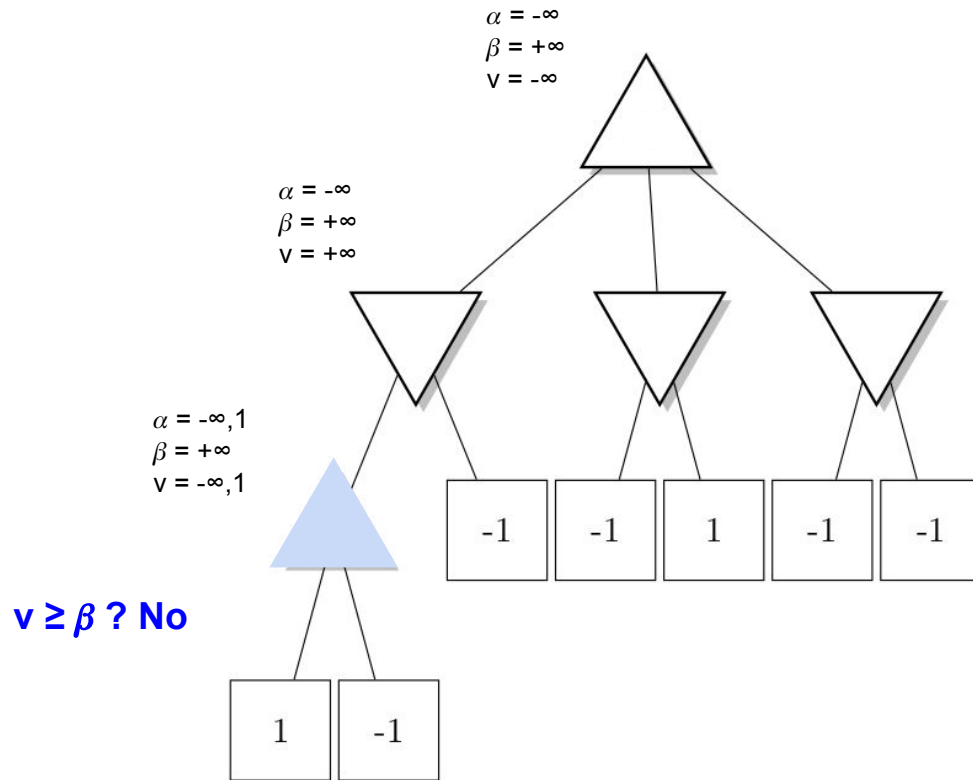 α = -∞
β = +∞
v = -∞
α = -∞
β = +∞
v = +∞
α = -∞,1
β = +∞
v = -∞,1
-1
-1
1
-1
-1
v ≥ β ? No
1
-1